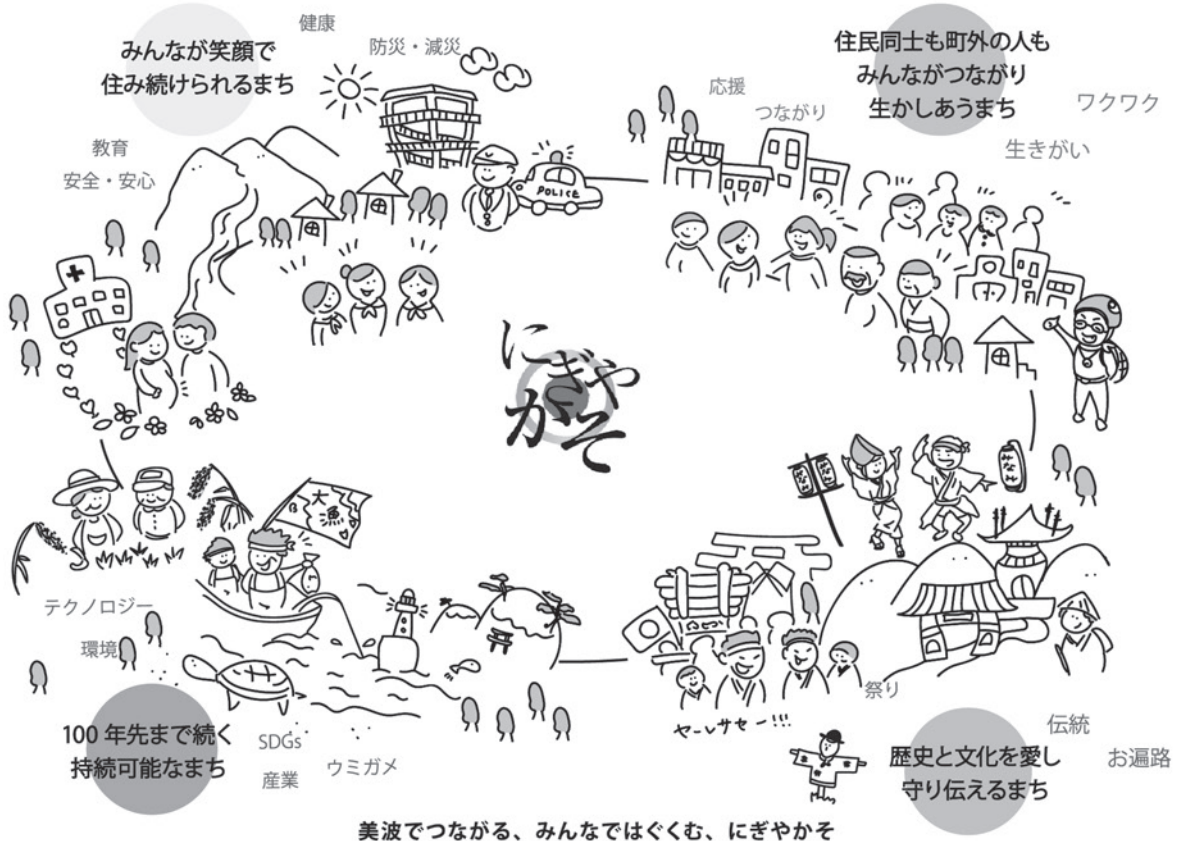 健康
防災・減災
みんなが笑顔で
住み続けられるまち
教育
安全・安心
POLICE
住民同士も町外の人も
みんながつながり
生かしあうまち
応援
つながり
ワクワク
生きがい
にぎや
かそ
大漁
みなみ
テクノロジー
環境
100 年先まで続く
持続可能なまち
SDGs
産業
ウミガメ
祭り
セーレサセー!!!
歴史と文化を愛し
守り伝えるまち
伝統
お遍路
美波でつながる、みんなではぐくむ、にぎやかそ